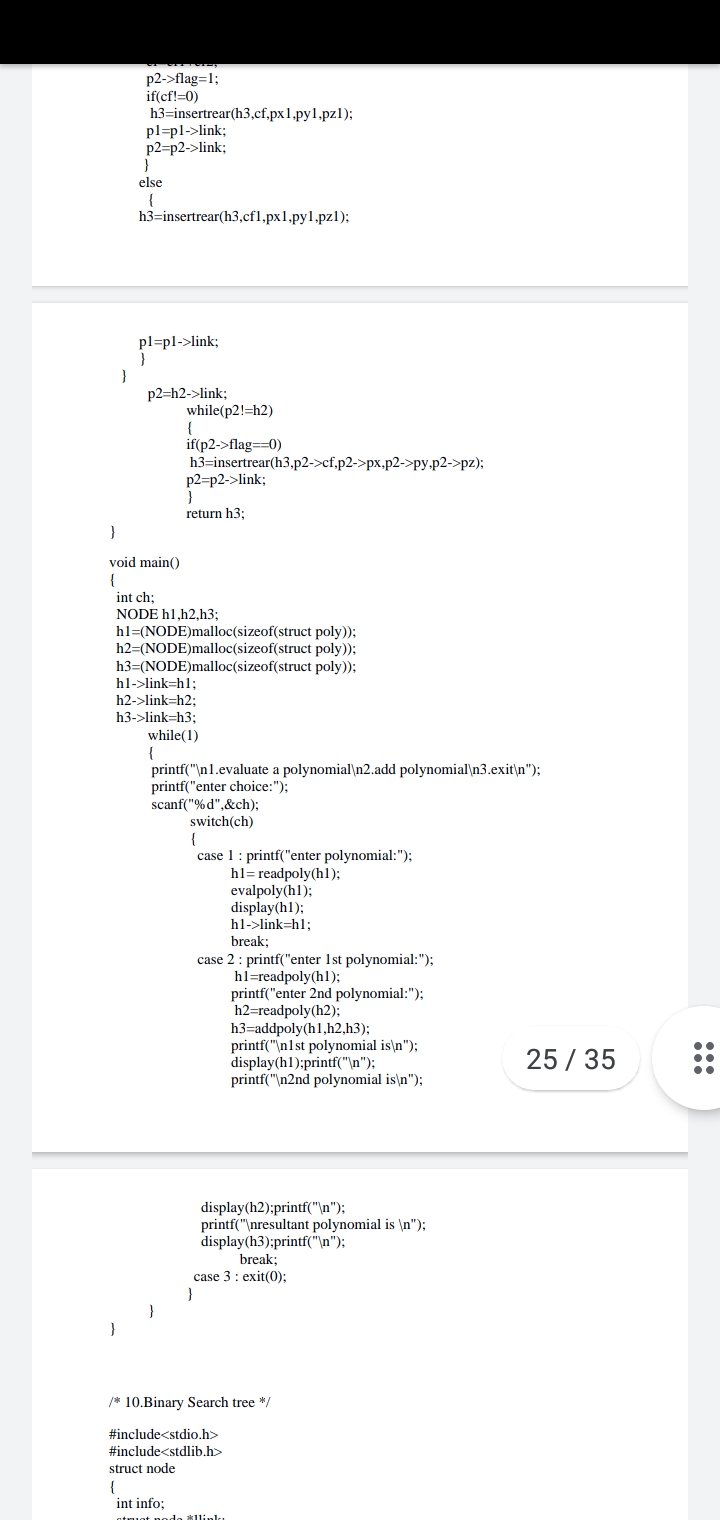 p2->flag=1;
if(cf!=0)
h3=insertrear(h3,cf,px1,py1,pz1);
p1=p1->link;
p2=p2->link;
}
else
{
h3=insertrear(h3,cf1,px1,py1,pz1);
p1=p1->link;
}
}
p2=h2->link;
while(p2!=h2)
{
if(p2->flag==0)
h3=insertrear(h3,p2->cf,p2->px,p2->py,p2->pz);
p2=p2->link;
}
return h3;
}
void main()
{
int ch;
NODE h1,h2,h3;
h1=(NODE)malloc(sizeof(struct poly));
h2=(NODE)malloc(sizeof(struct poly));
h3=(NODE)malloc(sizeof(struct poly));
h1->link=h1;
h2->link=h2;
h3->link=h3;
while(1)
{
printf("\n1.evaluate a polynomial\n2.add polynomial\n3.exit\n");
printf("enter choice:");
scanf("%d",&ch);
switch(ch)
{
case 1 : printf("enter polynomial:");
h1= readpoly(h1);
evalpoly(h1);
display(h1);
h1->link=h1;
break;
case 2 : printf("enter 1st polynomial:");
h1=readpoly(h1);
printf("enter 2nd polynomial:");
h2=readpoly(h2);
h3=addpoly(h1,h2,h3);
printf("\n1st polynomial is\n");
display(h1);printf("\n");
printf("\n2nd polynomial is\n");
25 / 35
display(h2);printf("\n");
printf("\nresultant polynomial is \n");
display(h3);printf("\n");
break;
case 3 : exit(0);
}
}
}
/* 10.Binary Search tree */
#include<stdio.h>
#include<stdlib.h>
struct node
{
int info;